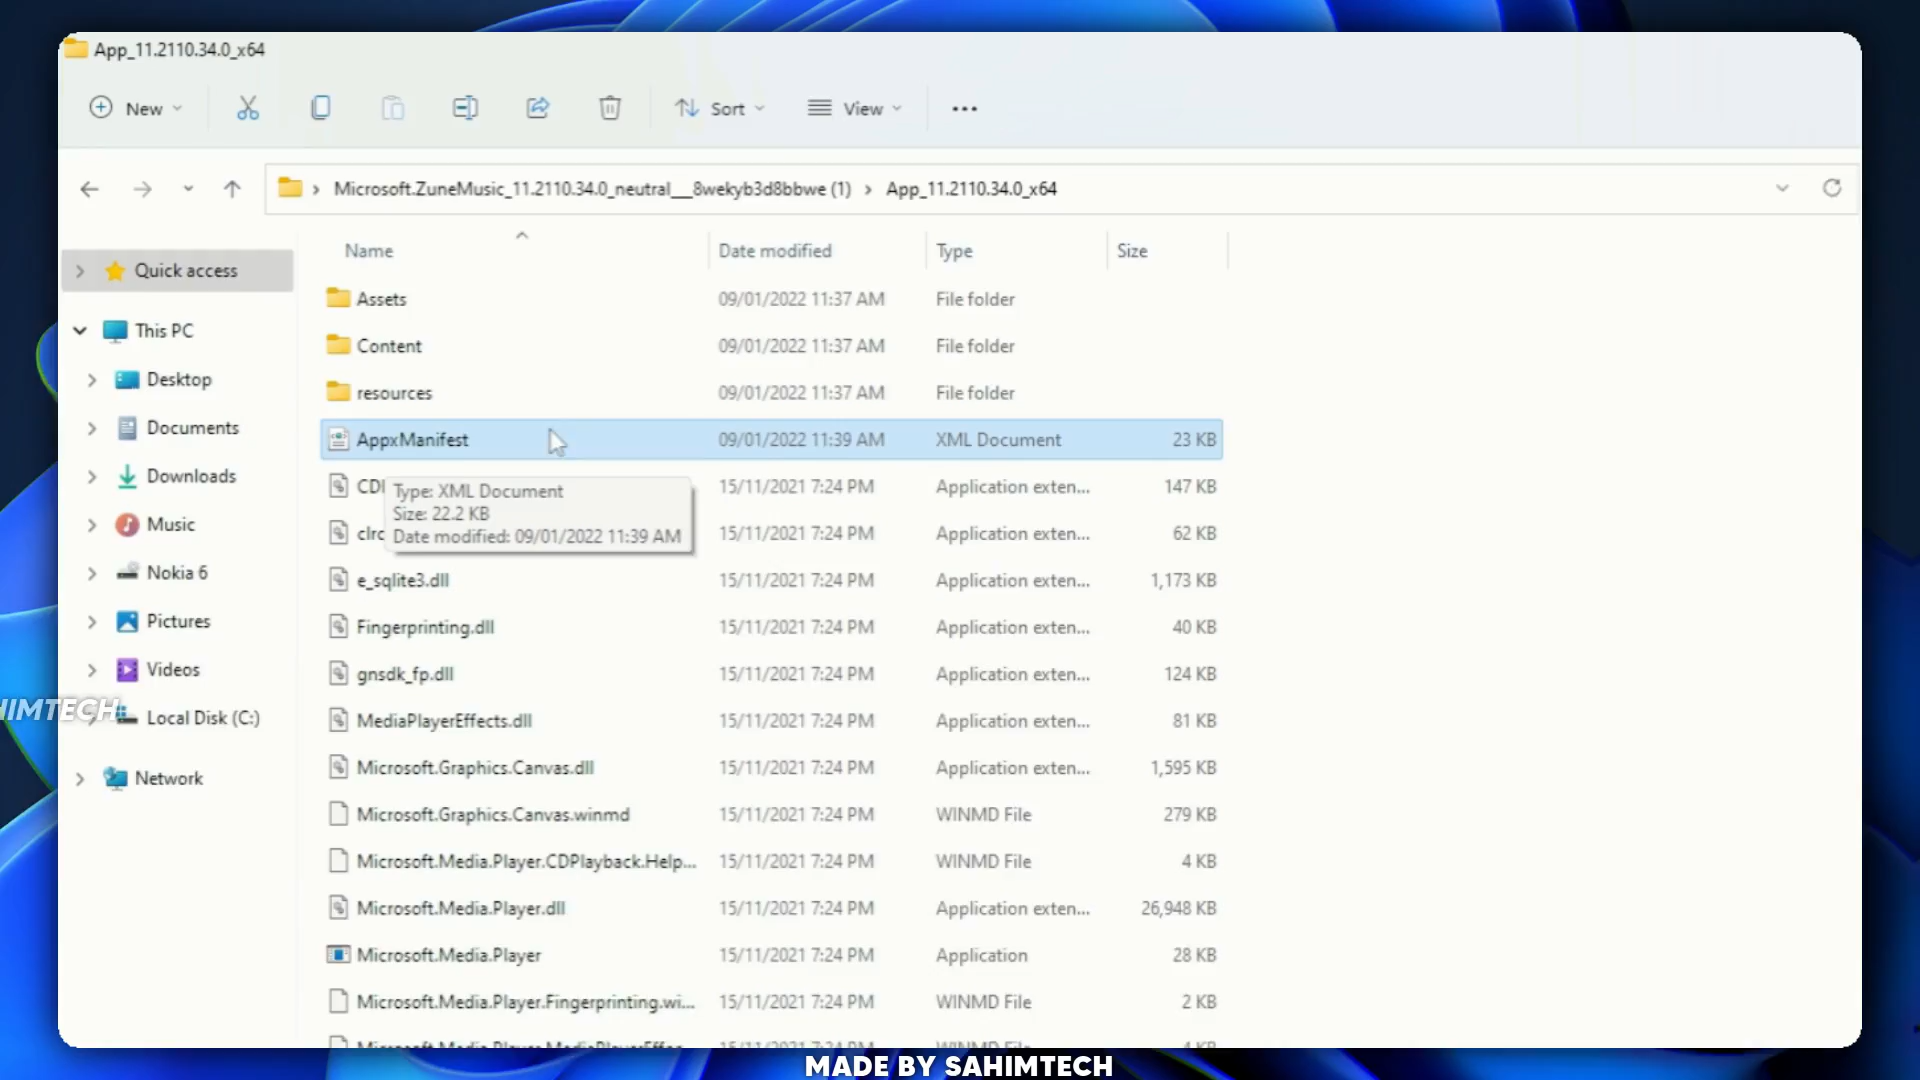 App_11.2110.34.0_x64
New
Sort
View
Microsoft.ZuneMusic_11.2110.34.0_neutral__8wekyb3d8bbwe (1) > App_11.2110.34.0_x64
Name Date modified Type Size
Quick access
This PC
Desktop
Documents
Downloads
Music
Nokia 6
Pictures
Videos
Local Disk (C:)
Network
Assets 09/01/2022 11:37 AM File folder
Content 09/01/2022 11:37 AM File folder
resources 09/01/2022 11:37 AM File folder
AppxManifest 09/01/2022 11:39 AM XML Document 23 KB
15/11/2021 7:24 PM Application exten... 147 KB
15/11/2021 7:24 PM Application exten... 62 KB
Type: XML Document
Size: 22.2 KB
Date modified: 09/01/2022 11:39 AM
e_sqlite3.dll 15/11/2021 7:24 PM Application exten... 1,173 KB
Fingerprinting.dll 15/11/2021 7:24 PM Application exten... 40 KB
gnsdk_fp.dll 15/11/2021 7:24 PM Application exten... 124 KB
MediaPlayerEffects.dll 15/11/2021 7:24 PM Application exten... 81 KB
Microsoft.Graphics.Canvas.dll 15/11/2021 7:24 PM Application exten... 1,595 KB
Microsoft.Graphics.Canvas.winmd 15/11/2021 7:24 PM WINMD File 279 KB
Microsoft.Media.Player.CDPlayback.Help... 15/11/2021 7:24 PM WINMD File 4 KB
Microsoft.Media.Player.dll 15/11/2021 7:24 PM Application exten... 26,948 KB
Microsoft.Media.Player 15/11/2021 7:24 PM Application 28 KB
Microsoft.Media.Player.Fingerprinting.wi... 15/11/2021 7:24 PM WINMD File 2 KB
HIMTECH
MADE BY SAHIMTECH